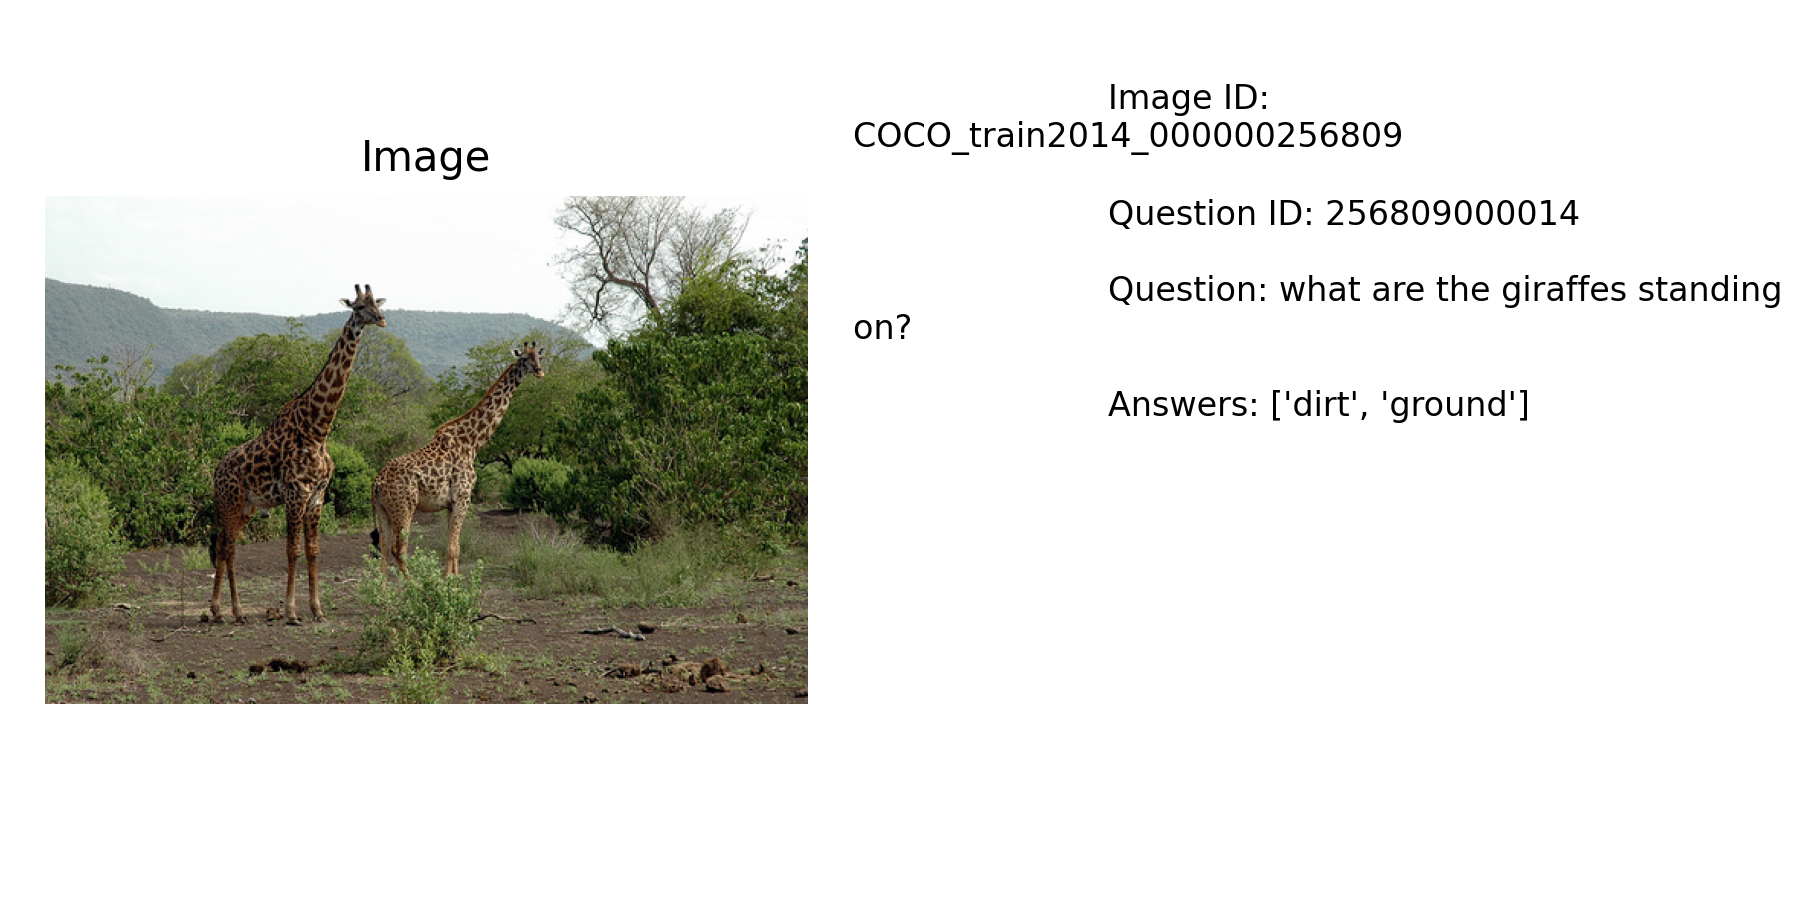 Image
Image ID:
COCO_train2014_000000256809
Question ID: 256809000014
Question: what are the giraffes standing
on?
Answers: ['dirt', 'ground']